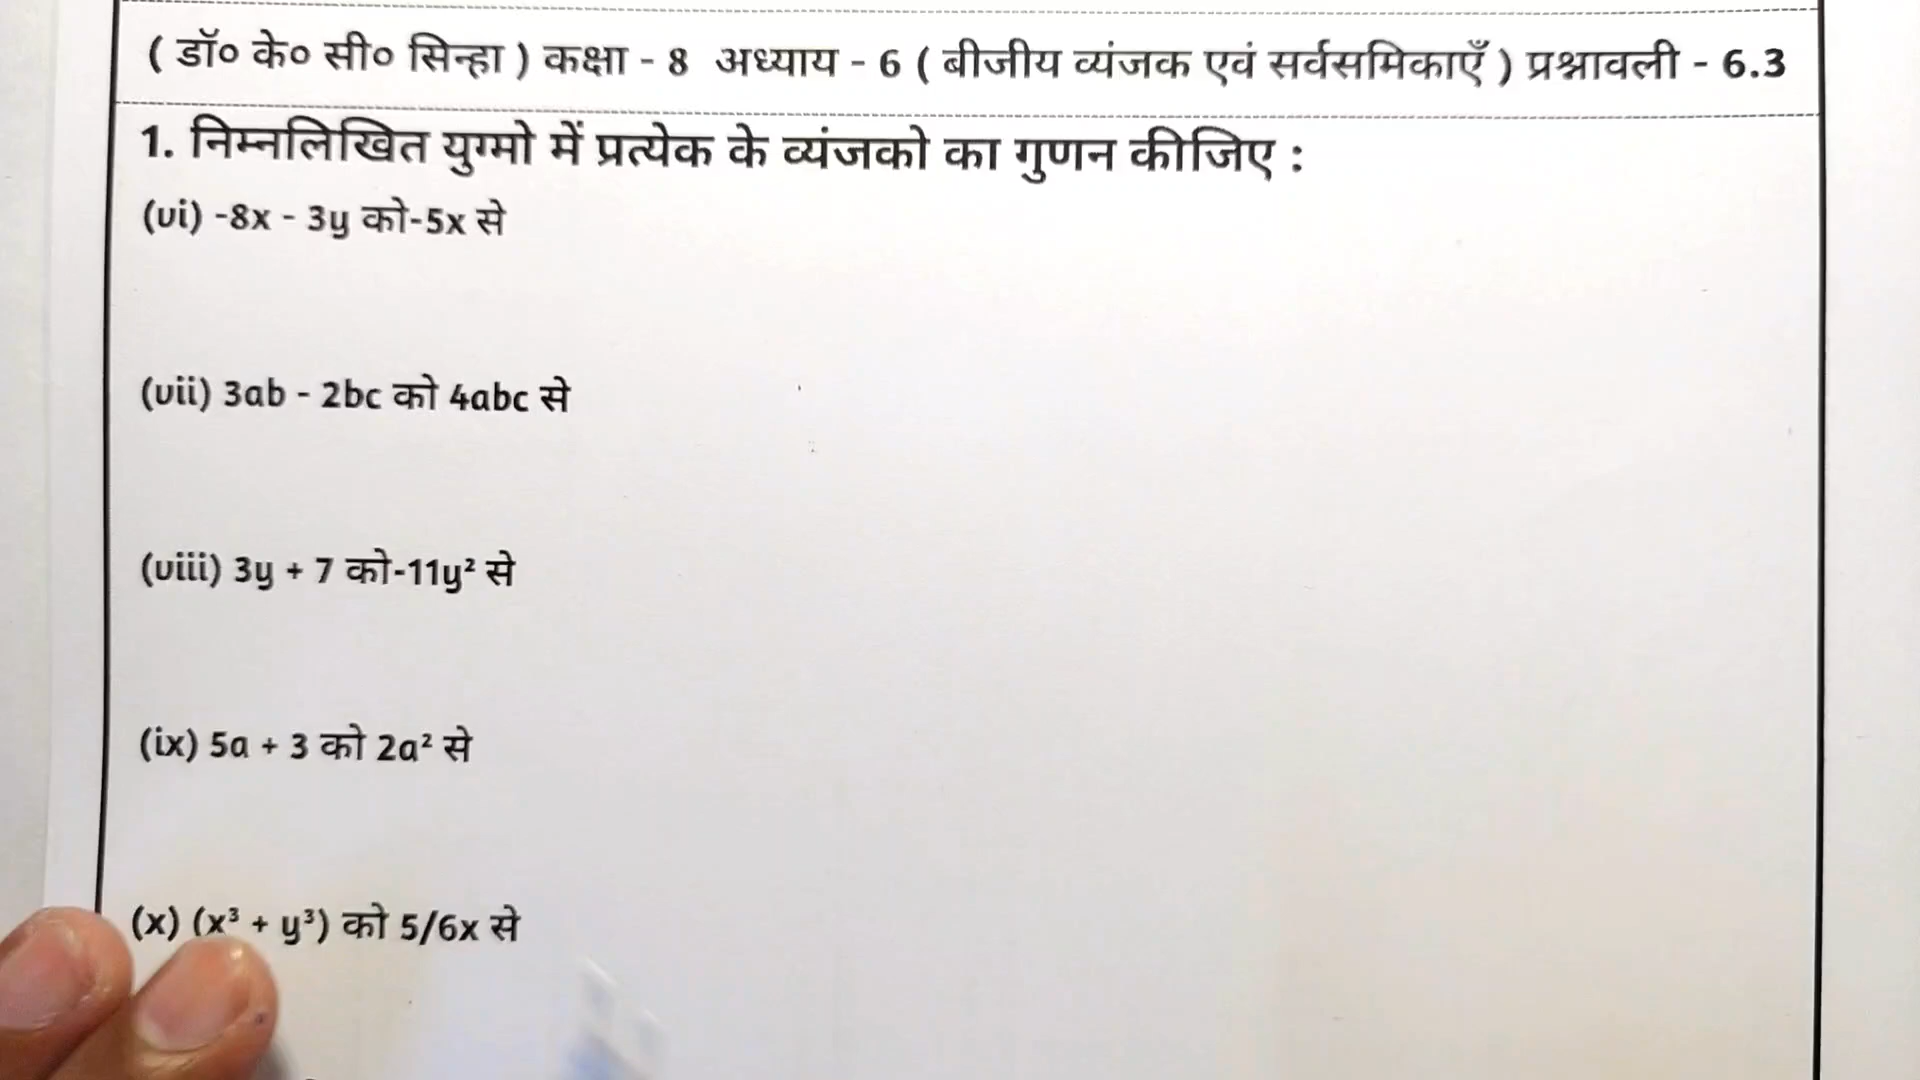 ( डॉ० के० सी० सिन्हा ) कक्षा - 8 अध्याय - 6 ( बीजीय व्यंजक एवं सर्वसमिकाएँ ) प्रश्नावली - 6.3
1. निम्नलिखित युग्मो में प्रत्येक के व्यंजको का गुणन कीजिए :
(vi) -8x - 3y को-5x से
(vii) 3ab - 2bc को 4abc से
(viii) 3y + 7 को-11y² से
(ix) 5a + 3 को 2a² से
(x) (x³ + y³) को 5/6x से